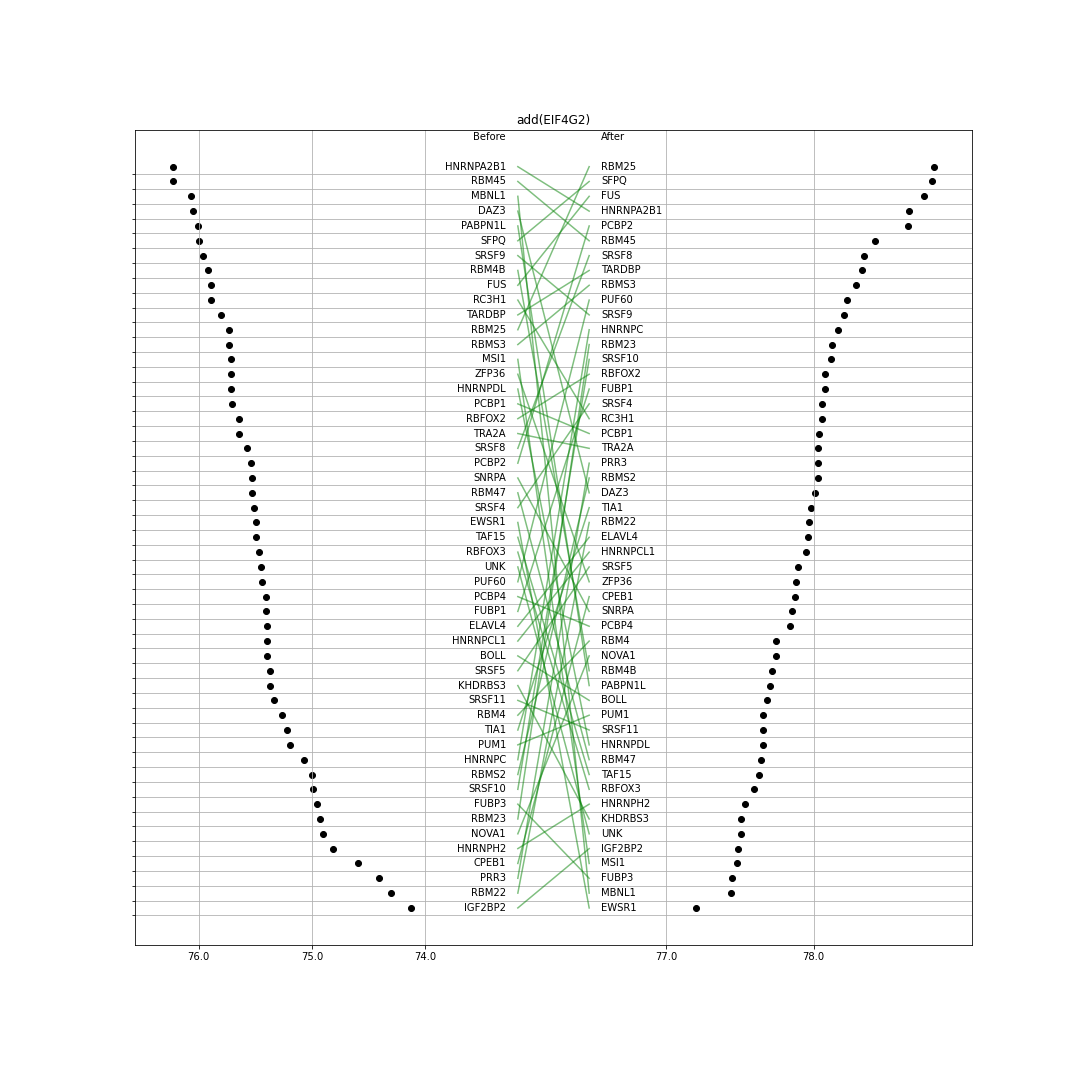 add(EIF4G2)
Before After
HNRNPA2B1 RBM25
RBM45 SFPQ
MBNL1 FUS
DAZ3 HNRNPA2B1
PABPN1L PCBP2
SFPQ RBM45
SRSF9 SRSF8
RBM4B TARDBP
FUS RBMS3
RC3H1 PUF60
TARDBP SRSF9
RBM25 HNRNPC
RBMS3 RBM23
MSI1 SRSF10
ZFP36 RBFOX2
HNRNPDL FUBP1
PCBP1 SRSF4
RBFOX2 RC3H1
TRA2A PCBP1
SRSF8 TRA2A
PCBP2 PRR3
SNRPA RBMS2
RBM47 DAZ3
SRSF4 TIA1
EWSR1 RBM22
TAF15 ELAVL4
RBFOX3 HNRNPCL1
UNK SRSF5
PUF60 ZFP36
PCBP4 CPEB1
FUBP1 SNRPA
ELAVL4 PCBP4
HNRNPCL1 RBM4
BOLL NOVA1
SRSF5 RBM4B
KHDRBS3 PABPN1L
SRSF11 BOLL
RBM4 PUM1
TIA1 SRSF11
PUM1 HNRNPDL
HNRNPC RBM47
RBMS2 TAF15
SRSF10 RBFOX3
FUBP3 HNRNPH2
RBM23 KHDRBS3
NOVA1 UNK
HNRNPH2 IGF2BP2
CPEB1 MSI1
PRR3 FUBP3
RBM22 MBNL1
IGF2BP2 EWSR1
76.0 75.0 74.0 77.0 78.0